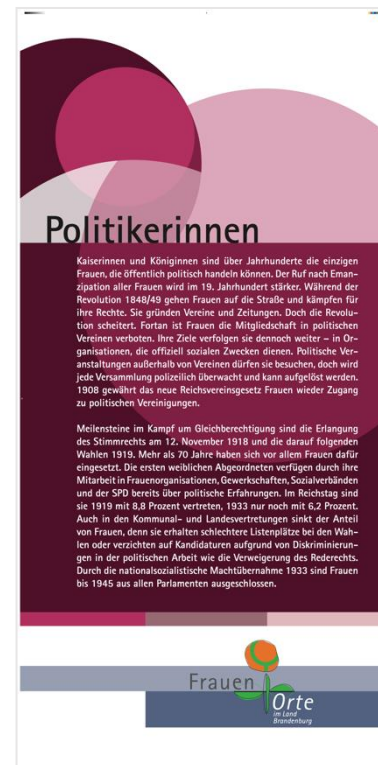 Politikerinnen
Kaiserinnen und Königinnen sind über Jahrhunderte die einzigen
Frauen, die öffentlich politisch handeln können. Der Ruf nach Eman-
zipation aller Frauen wird im 19. Jahrhundert stärker. Während der
Revolution 1848/49 gehen Frauen auf die Straße und kämpfen für
ihre Rechte. Sie gründen Vereine und Zeitungen. Doch die Revolu-
tion scheitert. Fortan ist Frauen die Mitgliedschaft in politischen
Vereinen verboten. Ihre Ziele verfolgen sie dennoch weiter – in Or-
ganisationen, die offiziell sozialen Zwecken dienen. Politische Ver-
anstaltungen außerhalb von Vereinen dürfen sie besuchen, doch wird
jede Versammlung polizeilich überwacht und kann aufgelöst werden.
1908 gewährt das neue Reichsvereinsgesetz Frauen wieder Zugang
zu politischen Vereinigungen.
Meilensteine im Kampf um Gleichberechtigung sind die Erlangung
des Stimmrechts am 12. November 1918 und die darauf folgenden
Wahlen 1919. Mehr als 70 Jahre haben sich vor allem Frauen dafür
eingesetzt. Die ersten weiblichen Abgeordneten verfügen durch ihre
Mitarbeit in Frauenorganisationen, Gewerkschaften, Sozialverbänden
und der SPD bereits über politische Erfahrungen. Im Reichstag sind
sie 1919 mit 8,8 Prozent vertreten, 1933 nur noch mit 6,2 Prozent.
Auch in den Kommunal- und Landesvertretungen sinkt der Anteil
von Frauen, denn sie erhalten schlechtere Listenplätze bei den Wah-
len oder verzichten auf Kandidaturen aufgrund von Diskriminierun-
gen in der politischen Arbeit wie die Verweigerung des Rederechts.
Durch die nationalsozialistische Machtübernahme 1933 sind Frauen
bis 1945 aus allen Parlamenten ausgeschlossen.
Frauen
Orte
im Land
Brandenburg